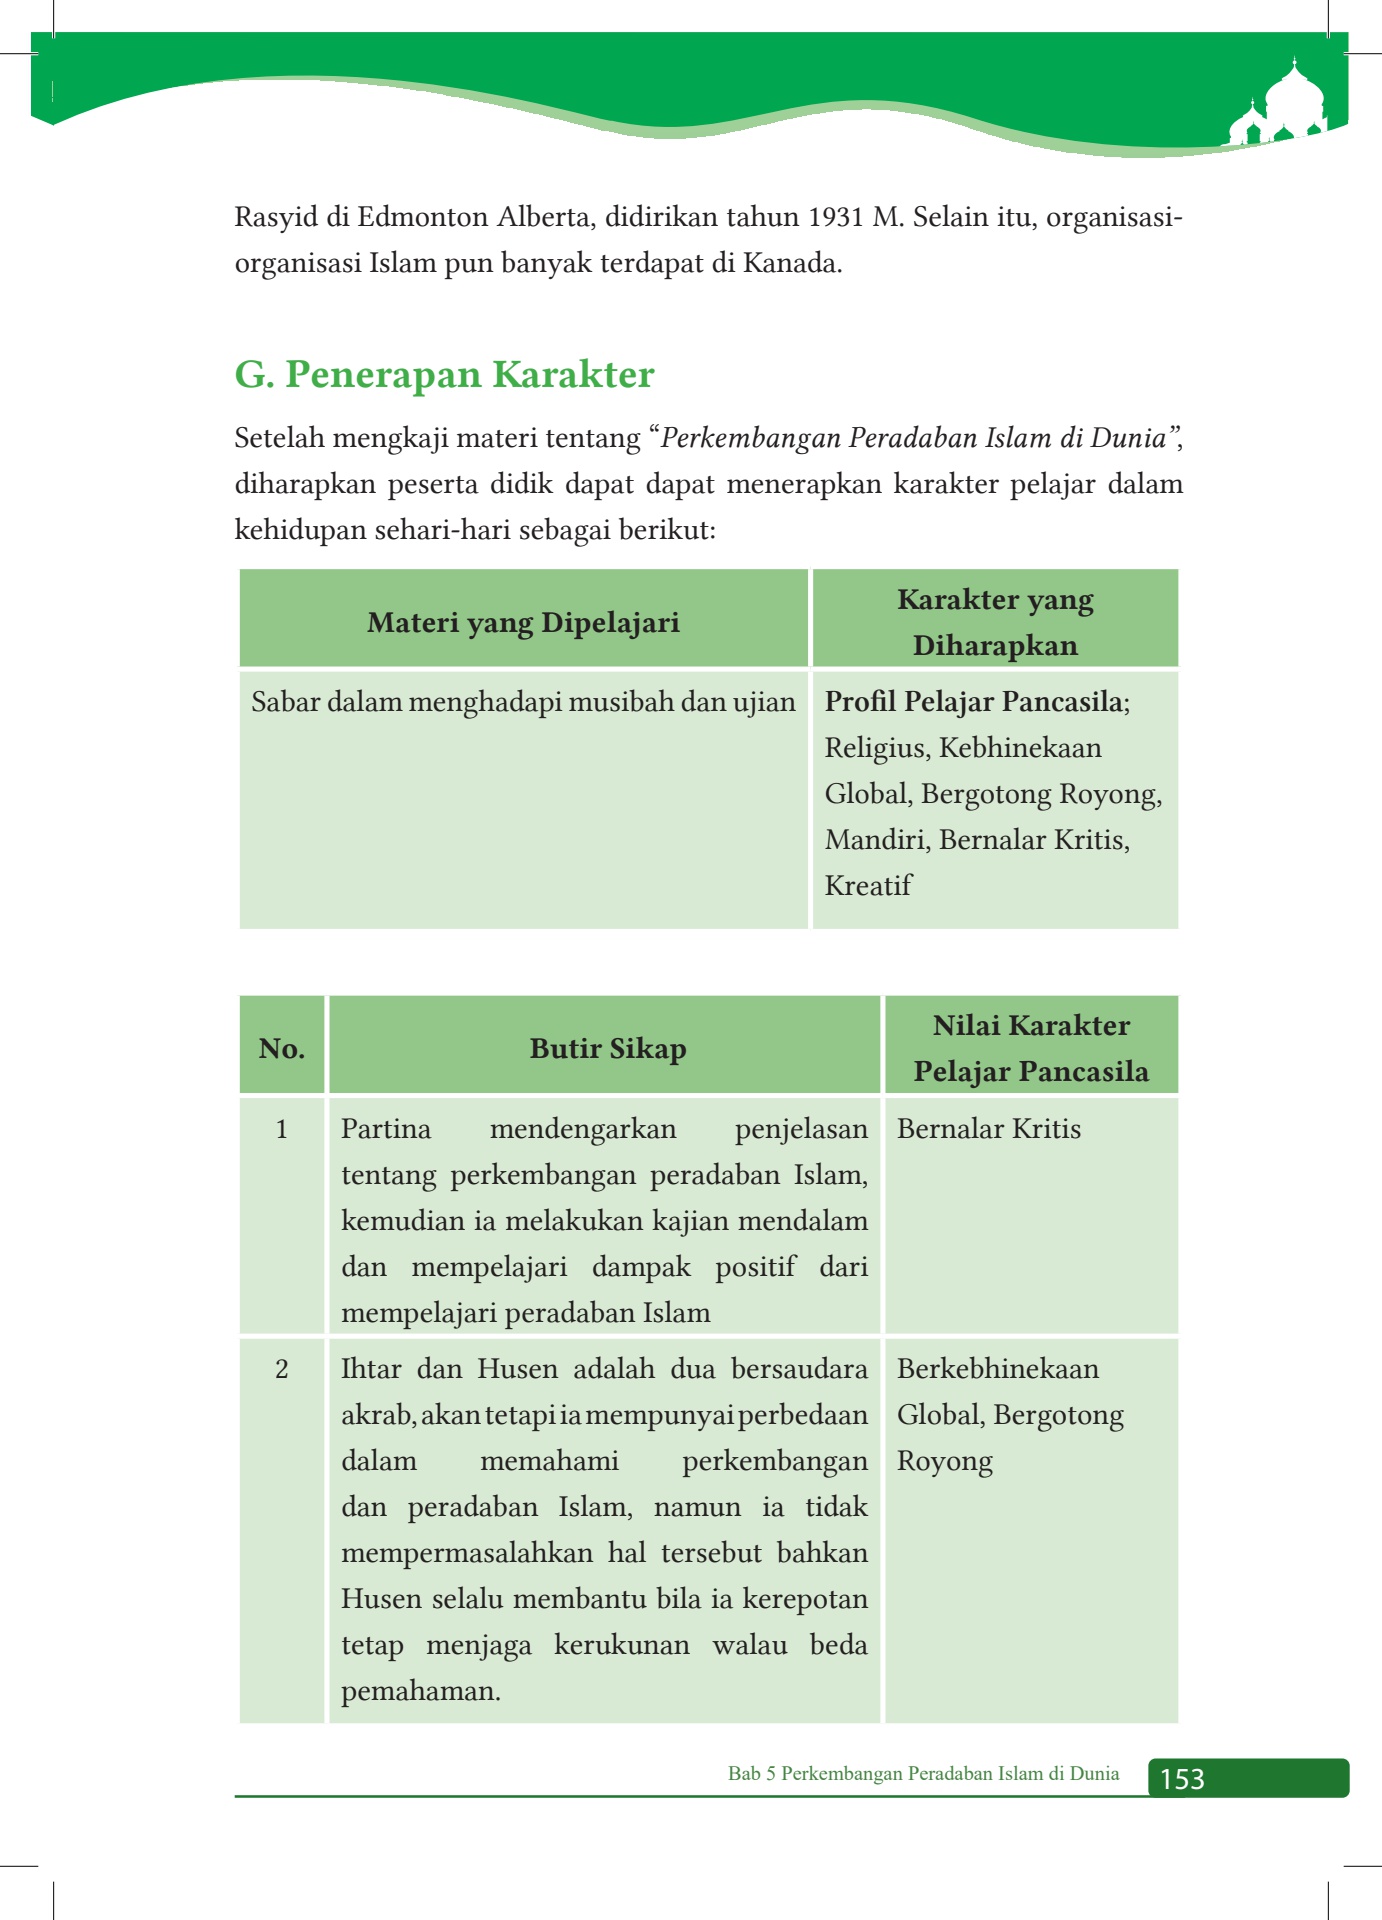 Rasyid di Edmonton Alberta, didirikan tahun 1931 M. Selain itu, organisasi-
organisasi Islam pun banyak terdapat di Kanada.
G. Penerapan Karakter
Setelah mengkaji materi tentang “Perkembangan Peradaban Islam di Dunia”,
diharapkan peserta didik dapat dapat menerapkan karakter pelajar dalam
kehidupan sehari-hari sebagai berikut:
Materi yang Dipelajari
Karakter yang
Diharapkan
Sabar dalam menghadapi musibah dan ujian
Profil Pelajar Pancasila;
Religius, Kebhinekaan
Global, Bergotong Royong,
Mandiri, Bernalar Kritis,
Kreatif
No.
Butir Sikap
Nilai Karakter
Pelajar Pancasila
1
Partina mendengarkan penjelasan
tentang perkembangan peradaban Islam,
kemudian ia melakukan kajian mendalam
dan mempelajari dampak positif dari
mempelajari peradaban Islam
Bernalar Kritis
2
Ihtar dan Husen adalah dua bersaudara
akrab, akan tetapi ia mempunyai perbedaan
dalam memahami perkembangan
dan peradaban Islam, namun ia tidak
mempermasalahkan hal tersebut bahkan
Husen selalu membantu bila ia kerepotan
tetap menjaga kerukunan walau beda
pemahaman.
Berkebhinekaan
Global, Bergotong
Royong
Bab 5 Perkembangan Peradaban Islam di Dunia
153